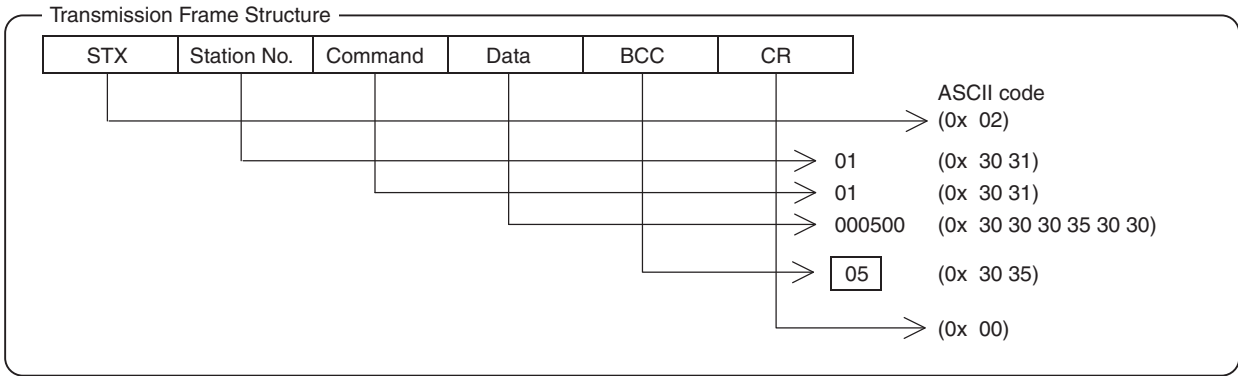 Transmission Frame Structure
STX Station No. Command Data BCC CR
ASCII code
(0x 02)
01 (0x 30 31)
01 (0x 30 31)
000500 (0x 30 30 30 35 30 30)
05 (0x 30 35)
(0x 00)